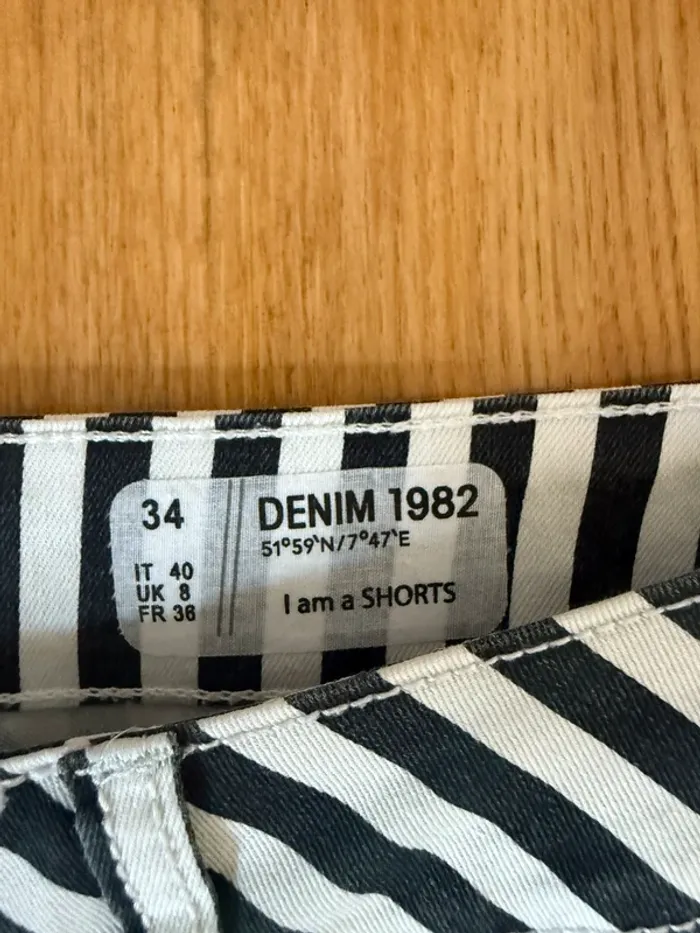 34
IT 40
UK 8
FR 36
DENIM 1982
51°59‵N/7°47‵E
I am a SHORTS